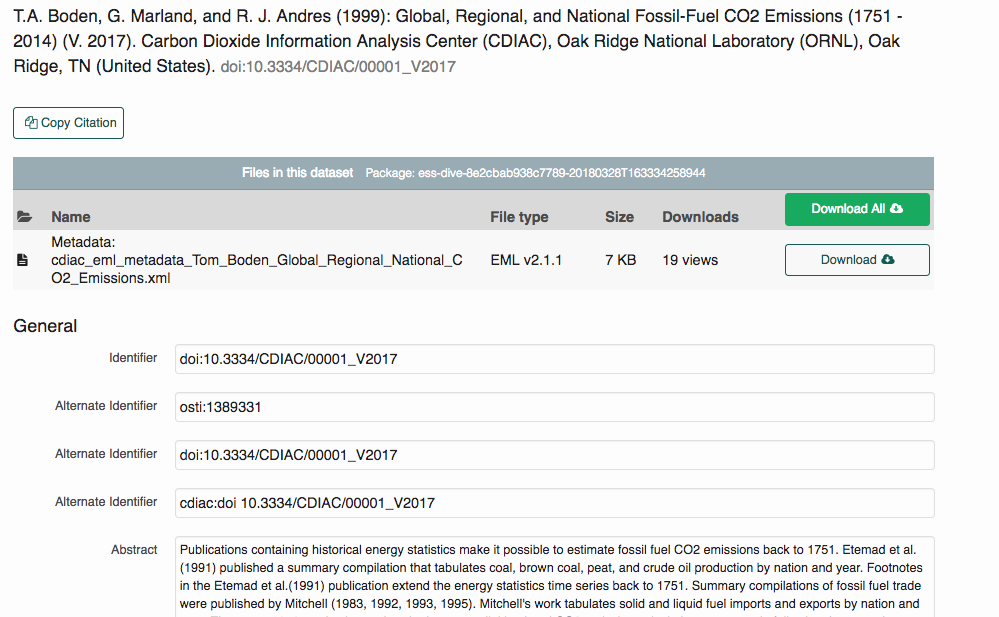 T.A. Boden, G. Marland, and R. J. Andres (1999): Global, Regional, and National Fossil-Fuel CO2 Emissions (1751 -
2014) (V. 2017). Carbon Dioxide Information Analysis Center (CDIAC), Oak Ridge National Laboratory (ORNL), Oak
Ridge, TN (United States). doi:10.3334/CDIAC/00001_V2017
Copy Citation
Files in this dataset Package: ess-dive-8e2cbab938c7789-20180328T163334258944
Name File type Size Downloads Download All
Metadata:
cdiac_eml_metadata_Tom_Boden_Global_Regional_National_C EML v2.1.1 7 KB 19 views Download
O2_Emissions.xml
General
Identifier doi:10.3334/CDIAC/00001_V2017
Alternate Identifier osti:1389331
Alternate Identifier doi:10.3334/CDIAC/00001_V2017
Alternate Identifier cdiac:doi 10.3334/CDIAC/00001_V2017
Abstract Publications containing historical energy statistics make it possible to estimate fossil fuel CO2 emissions back to 1751. Etemad et al.
(1991) published a summary compilation that tabulates coal, brown coal, peat, and crude oil production by nation and year. Footnotes
in the Etemad et al.(1991) publication extend the energy statistics time series back to 1751. Summary compilations of fossil fuel trade
were published by Mitchell (1983, 1992, 1993, 1995). Mitchell's work tabulates solid and liquid fuel imports and exports by nation and